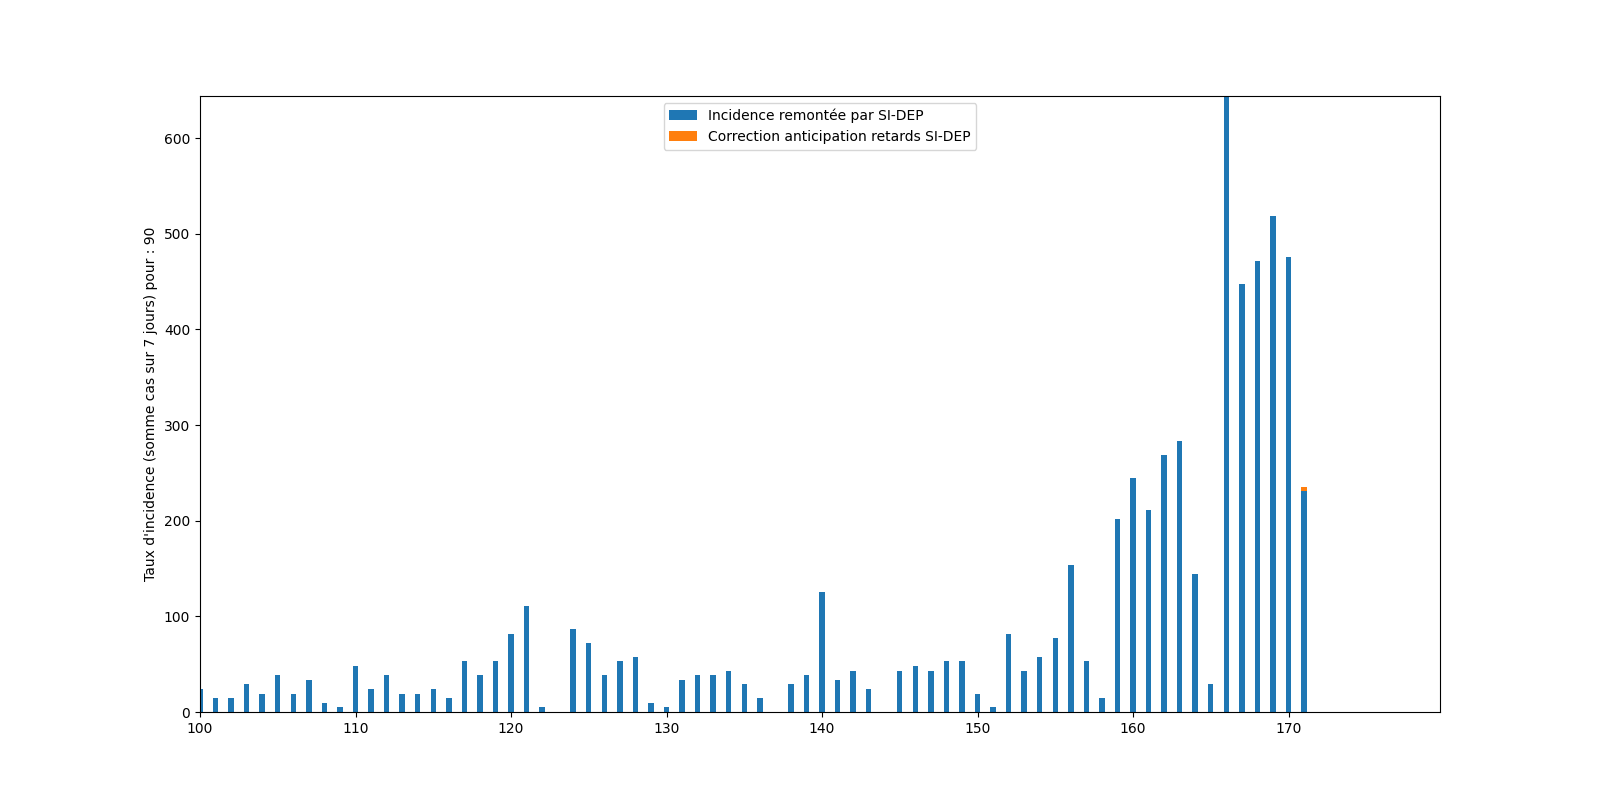 Incidence remontée par SI-DEP
Correction anticipation retards SI-DEP
Taux d'incidence (somme cas sur 7 jours) pour : 90
600
500
400
300
200
100
0
100 110 120 130 140 150 160 170